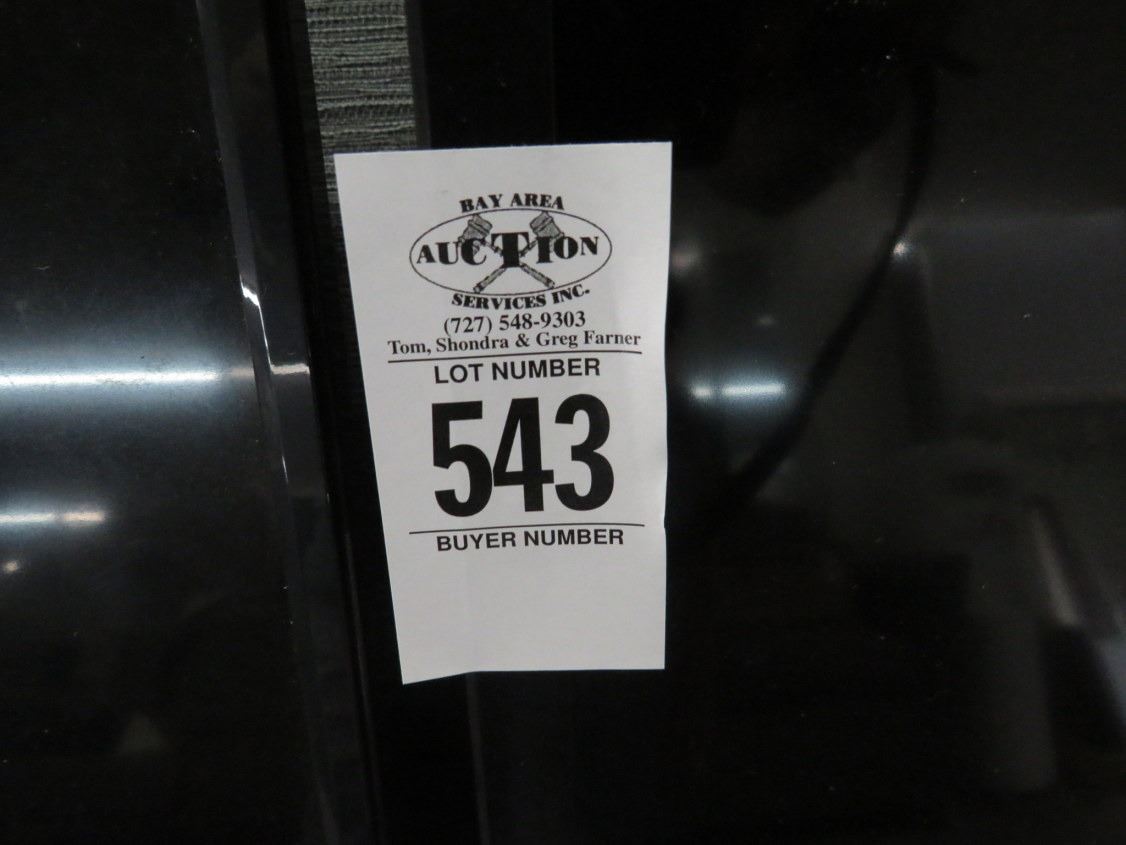 BAY AREA
AUCTION
SERVICES INC.
(727) 548-9303
Tom, Shondra & Greg Farner
LOT NUMBER
543
BUYER NUMBER